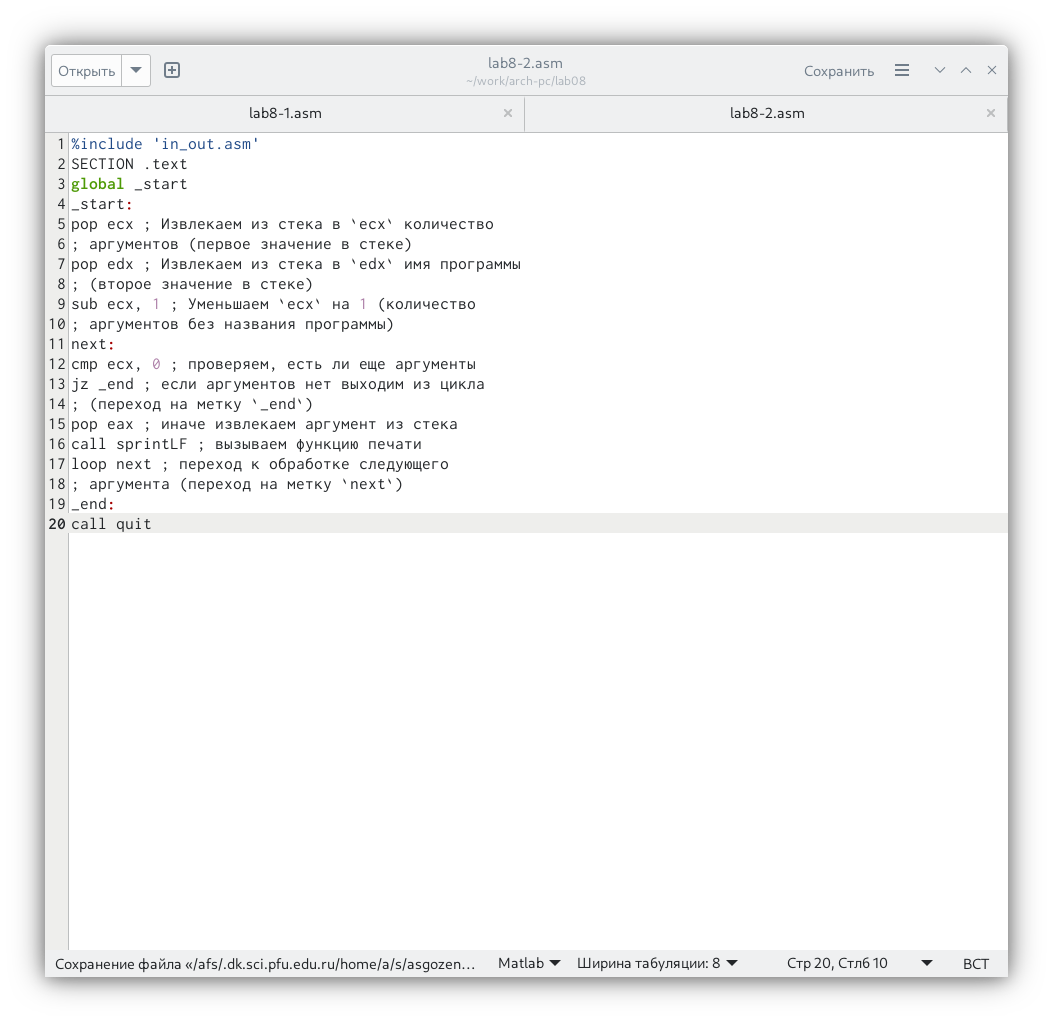 Открыть
lab8-2.asm
~/work/arch-pc/lab08
Сохранить
lab8-1.asm
lab8-2.asm
1 %include 'in_out.asm'
2 SECTION .text
3 global _start
4 _start:
5 pop ecx ; Извлекаем из стека в `ecx` количество
6 ; аргументов (первое значение в стеке)
7 pop edx ; Извлекаем из стека в `edx` имя программы
8 ; (второе значение в стеке)
9 sub ecx, 1 ; Уменьшаем `ecx` на 1 (количество
10 ; аргументов без названия программы)
11 next:
12 cmp ecx, 0 ; проверяем, есть ли еще аргументы
13 jz _end ; если аргументов нет выходим из цикла
14 ; (переход на метку `_end`)
15 pop eax ; иначе извлекаем аргумент из стека
16 call sprintLF ; вызываем функцию печати
17 loop next ; переход к обработке следующего
18 ; аргумента (переход на метку `next`)
19 _end:
20 call quit
Сохранение файла «/afs/.dk.sci.pfu.edu.ru/home/a/s/asgozen… Matlab Ширина табуляции: 8 Стр 20, Стлб 10 ВСТ